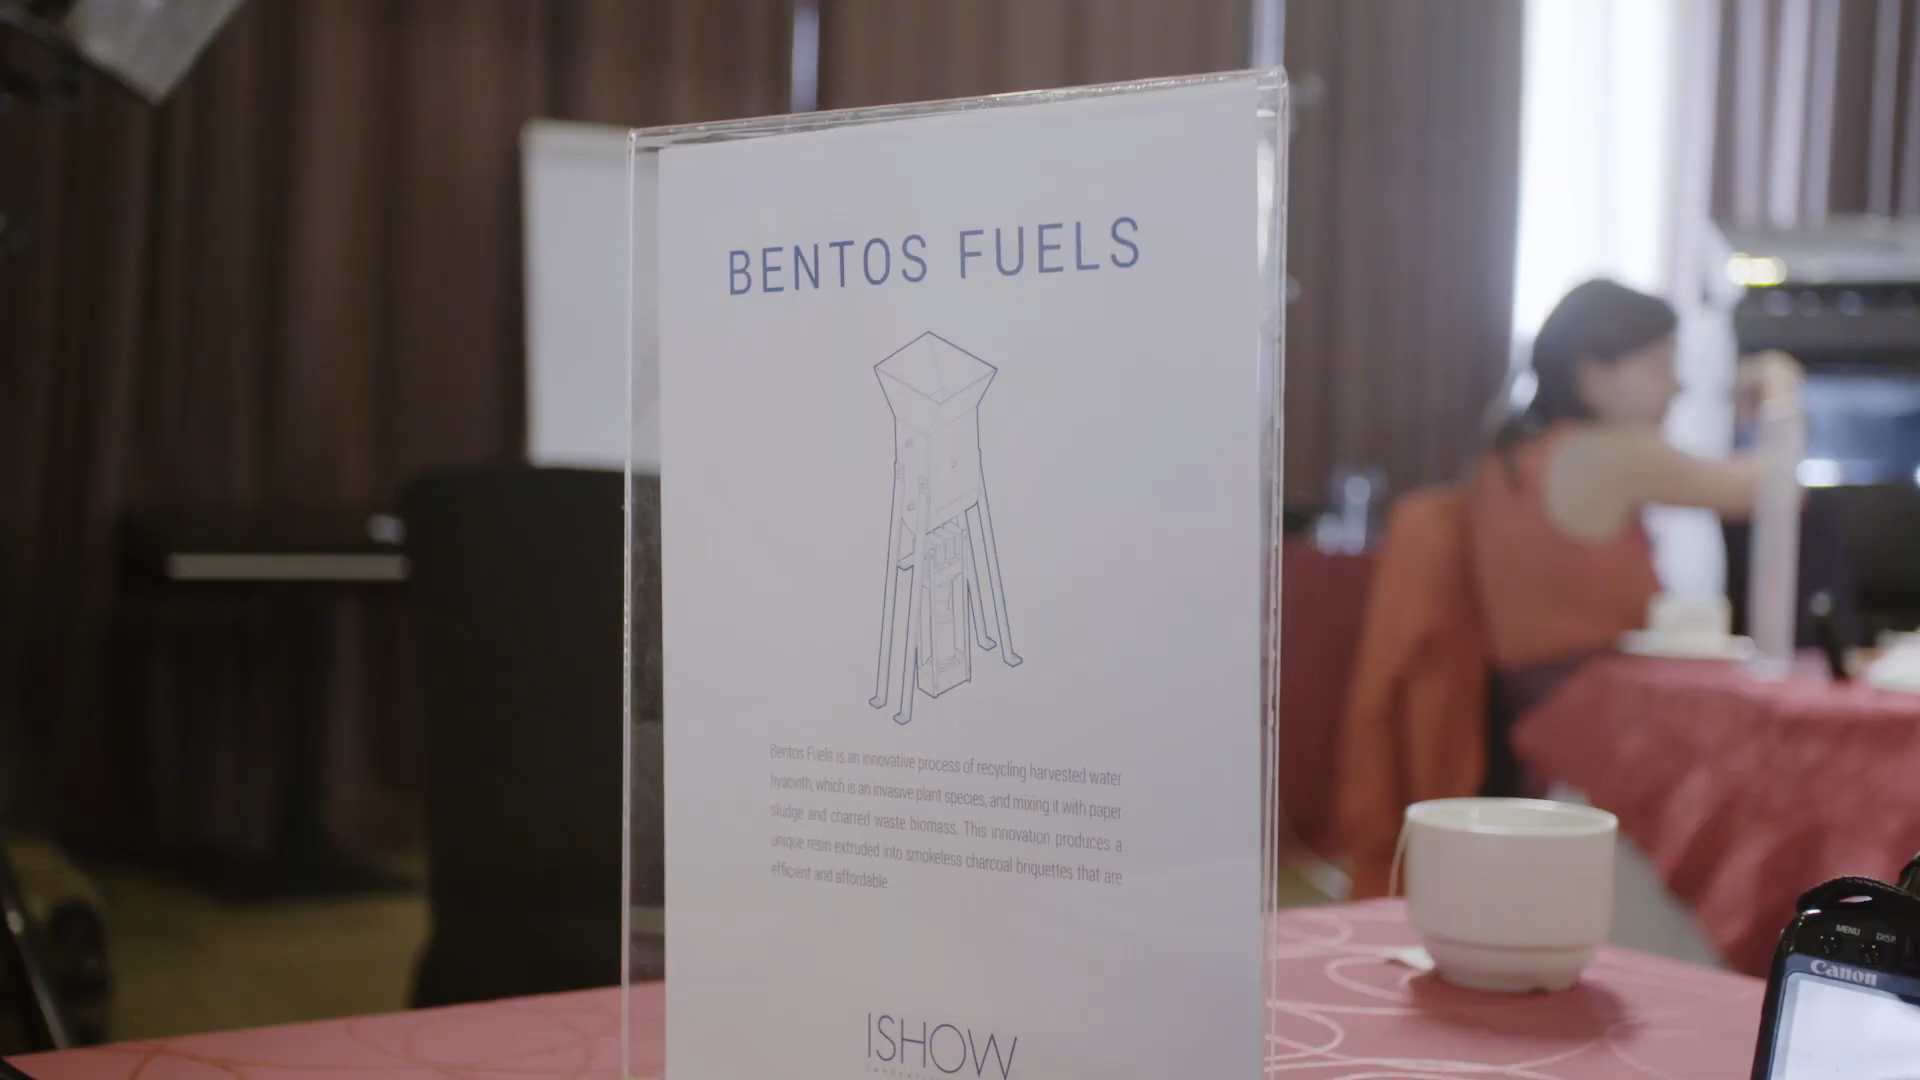 BENTOS FUELS
Bentos Fuels is an innovative process of recycling harvested water
hyacinth, which is an invasive plant species, and mixing it with paper
sludge and charred waste biomass. This innovation produces a
unique resin extruded into smokeless charcoal briquettes that are
efficient and affordable.
ISHOW
MENU DISP.
Canon